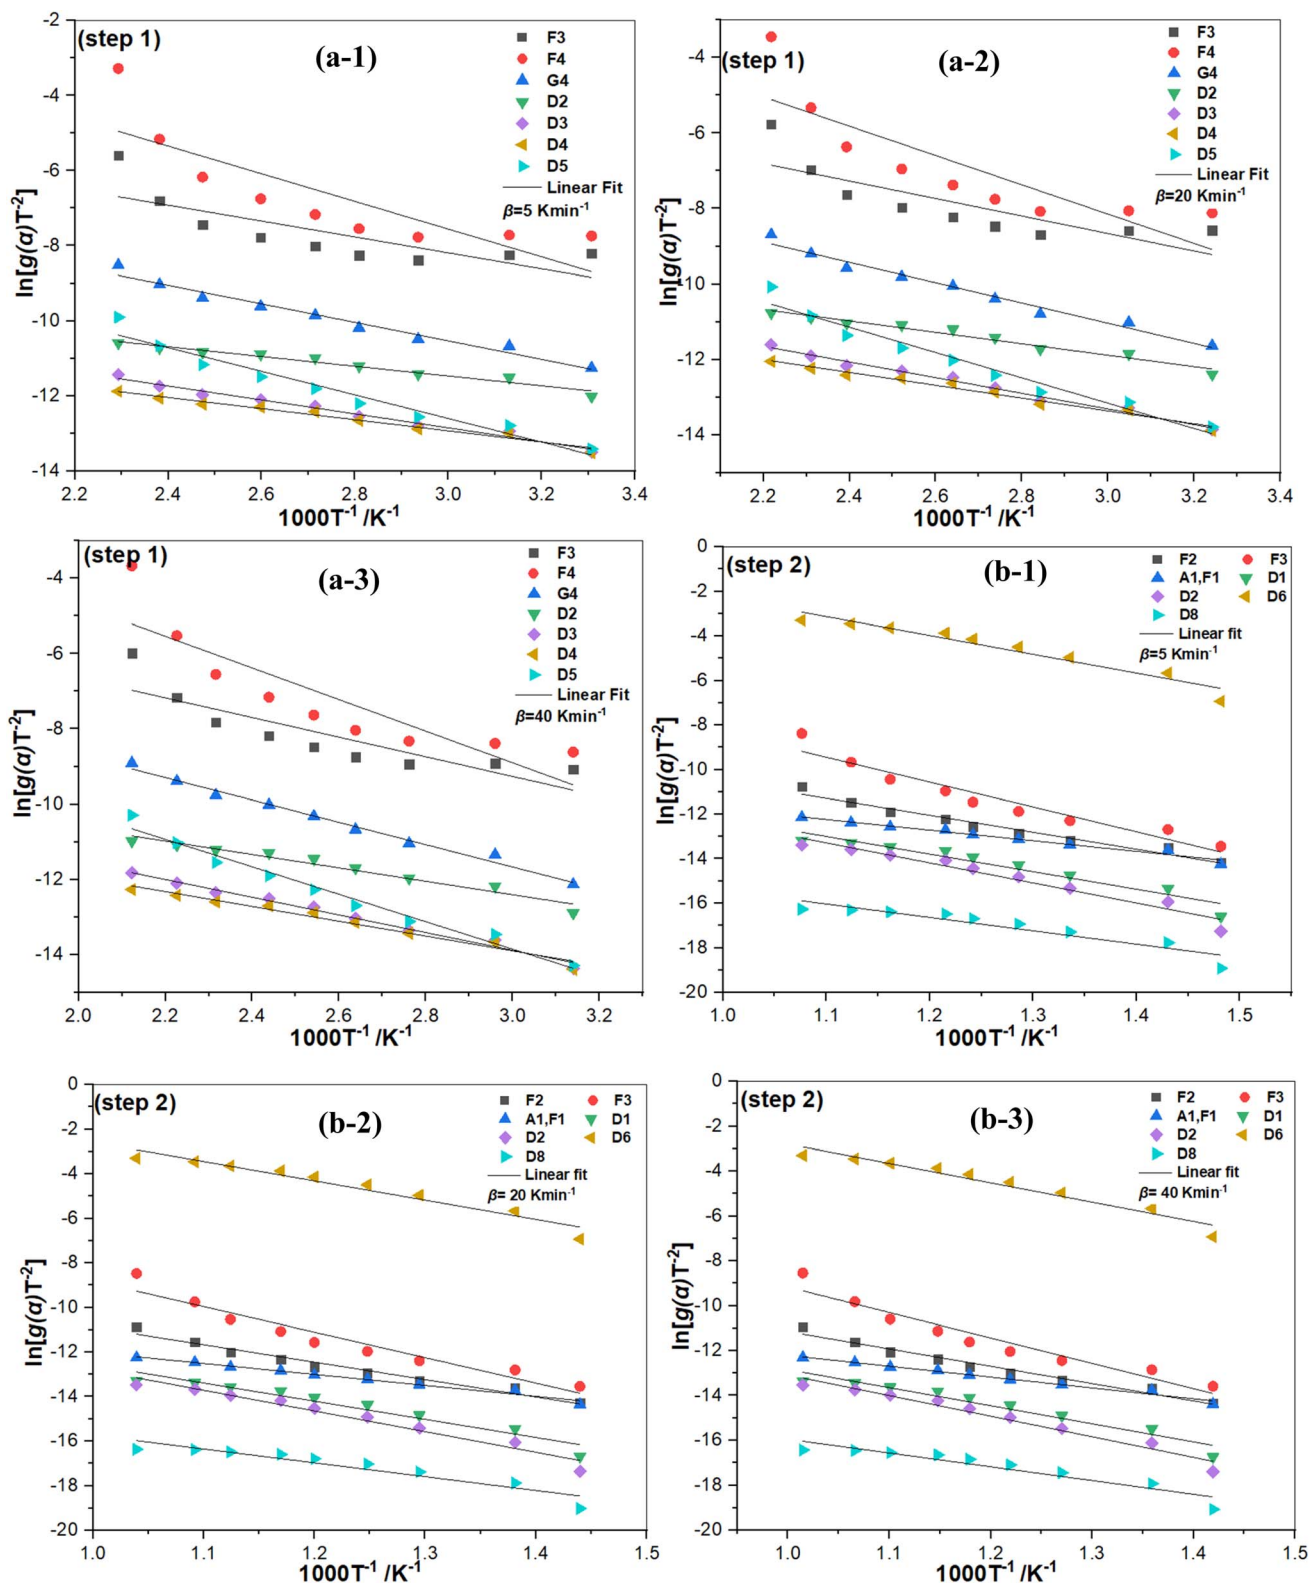 (step 1)
(a-1)
F3
F4
G4
D2
D3
D4
D5
Linear Fit
β=5 Kmin-1
-2
-4
-6
-8
-10
-12
-14
ln[g(α)T-2]
2.2
2.4
2.6
2.8
3.0
3.2
3.4
1000T-1 /K-1
(step 1)
(a-2)
F3
F4
G4
D2
D3
D4
D5
Linear Fit
β=20 Kmin-1
-4
-6
-8
-10
-12
-14
ln[g(α)T-2]
2.2
2.4
2.6
2.8
3.0
3.2
3.4
1000T-1 /K-1
(step 1)
(a-3)
F3
F4
G4
D2
D3
D4
D5
Linear Fit
β=40 Kmin-1
-4
-6
-8
-10
-12
-14
ln[g(α)T-2]
2.0
2.2
2.4
2.6
2.8
3.0
3.2
1000T-1 /K-1
(step 2)
(b-1)
F2 F3
A1,F1 D1
D2 D6
D8
Linear fit
β=5 Kmin-1
0
-2
-4
-6
-8
-10
-12
-14
-16
-18
-20
ln[g(α)T-2]
1.0
1.1
1.2
1.3
1.4
1.5
1000T-1 /K-1
(step 2)
(b-2)
F2 F3
A1,F1 D1
D2 D6
D8
Linear fit
β= 20 Kmin-1
0
-2
-4
-6
-8
-10
-12
-14
-16
-18
-20
ln[g(α)T-2]
1.0
1.1
1.2
1.3
1.4
1.5
1000T-1 /K-1
(step 2)
(b-3)
F2 F3
A1,F1 D1
D2 D6
D8
Linear fit
β= 40 Kmin-1
0
-2
-4
-6
-8
-10
-12
-14
-16
-18
-20
ln[g(α)T-2]
1.0
1.1
1.2
1.3
1.4
1.5
1000T-1 /K-1